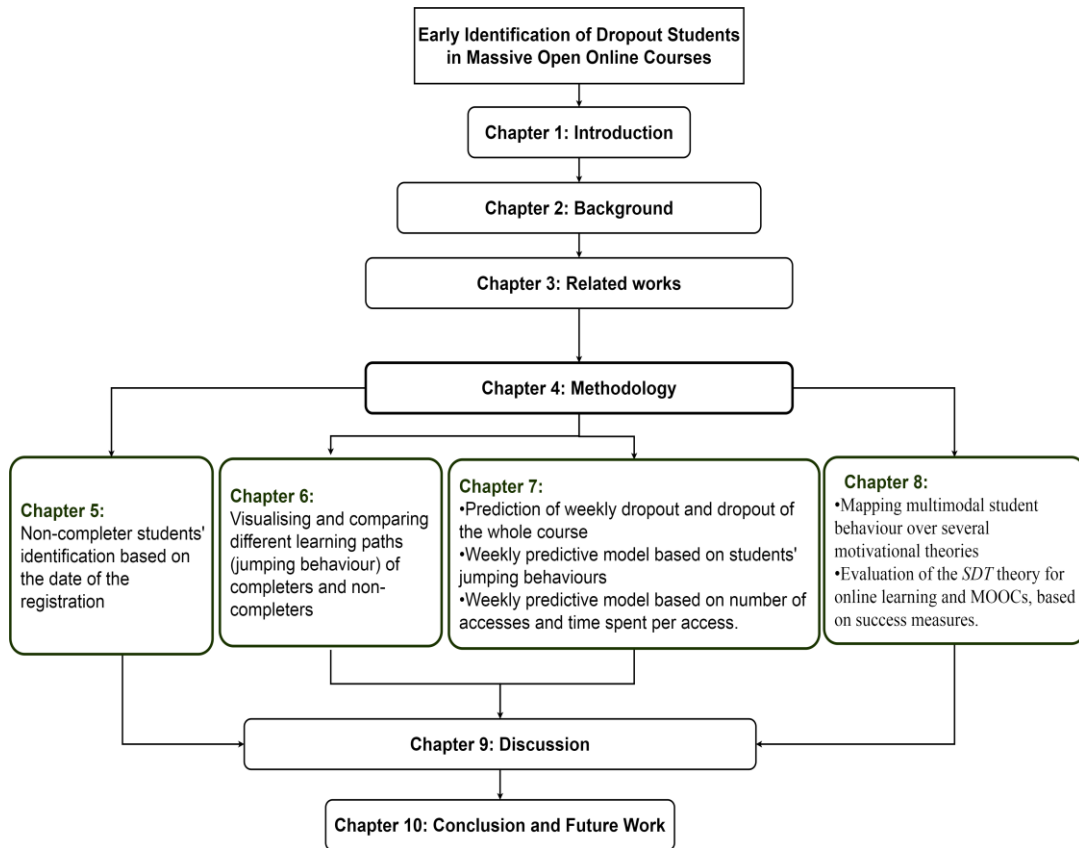 Early Identification of Dropout Students
in Massive Open Online Courses
Chapter 1: Introduction
Chapter 2: Background
Chapter 3: Related works
Chapter 4: Methodology
Chapter 5:
Non-completer students'
identification based on
the date of the
registration
Chapter 6:
Visualising and comparing
different learning paths
(jumping behaviour) of
completers and non-
completers
Chapter 7:
•Prediction of weekly dropout and dropout of
the whole course
•Weekly predictive model based on students'
jumping behaviours
•Weekly predictive model based on number of
accesses and time spent per access.
Chapter 8:
•Mapping multimodal student
behaviour over several
motivational theories
•Evaluation of the SDT theory for
online learning and MOOCs, based
on success measures.
Chapter 9: Discussion
Chapter 10: Conclusion and Future Work